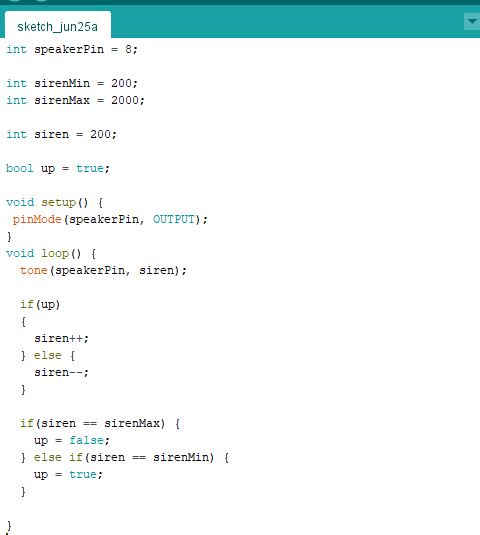 sketch_jun25a
int speakerPin = 8;
int sirenMin = 200;
int sirenMax = 2000;
int siren = 200;
bool up = true;
void setup() {
 pinMode(speakerPin, OUTPUT);
}
void loop() {
  tone(speakerPin, siren);
  if(up)
  {
    siren++;
  } else {
    siren--;
  }
  if(siren == sirenMax) {
    up = false;
  } else if(siren == sirenMin) {
    up = true;
  }
}